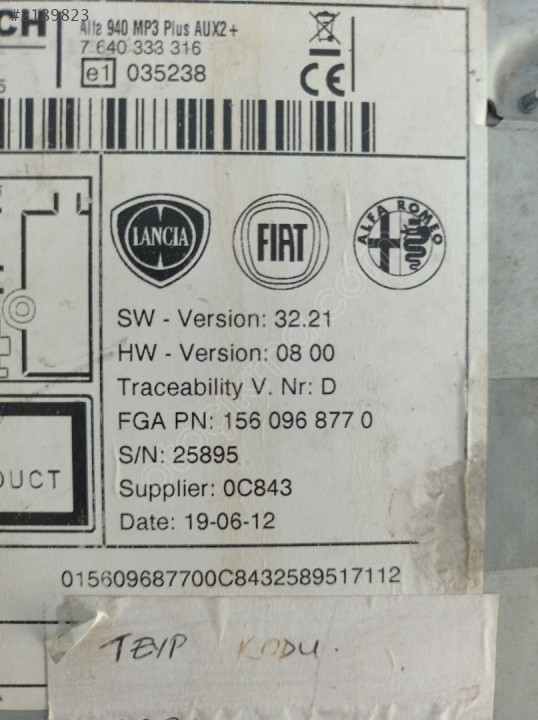 #2139823
CH
Alfa 940 MP3 Plus AUX2+
7 640 333 316
e1 035238
CE
LANCIA
FIAT
ALFA ROMEO
SW - Version: 32.21
HW - Version: 08 00
Traceability V. Nr: D
FGA PN: 156 096 877 0
S/N: 25895
DUCT
Supplier: 0C843
Date: 19-06-12
015609687700C8432589517112
TEYP KODU.